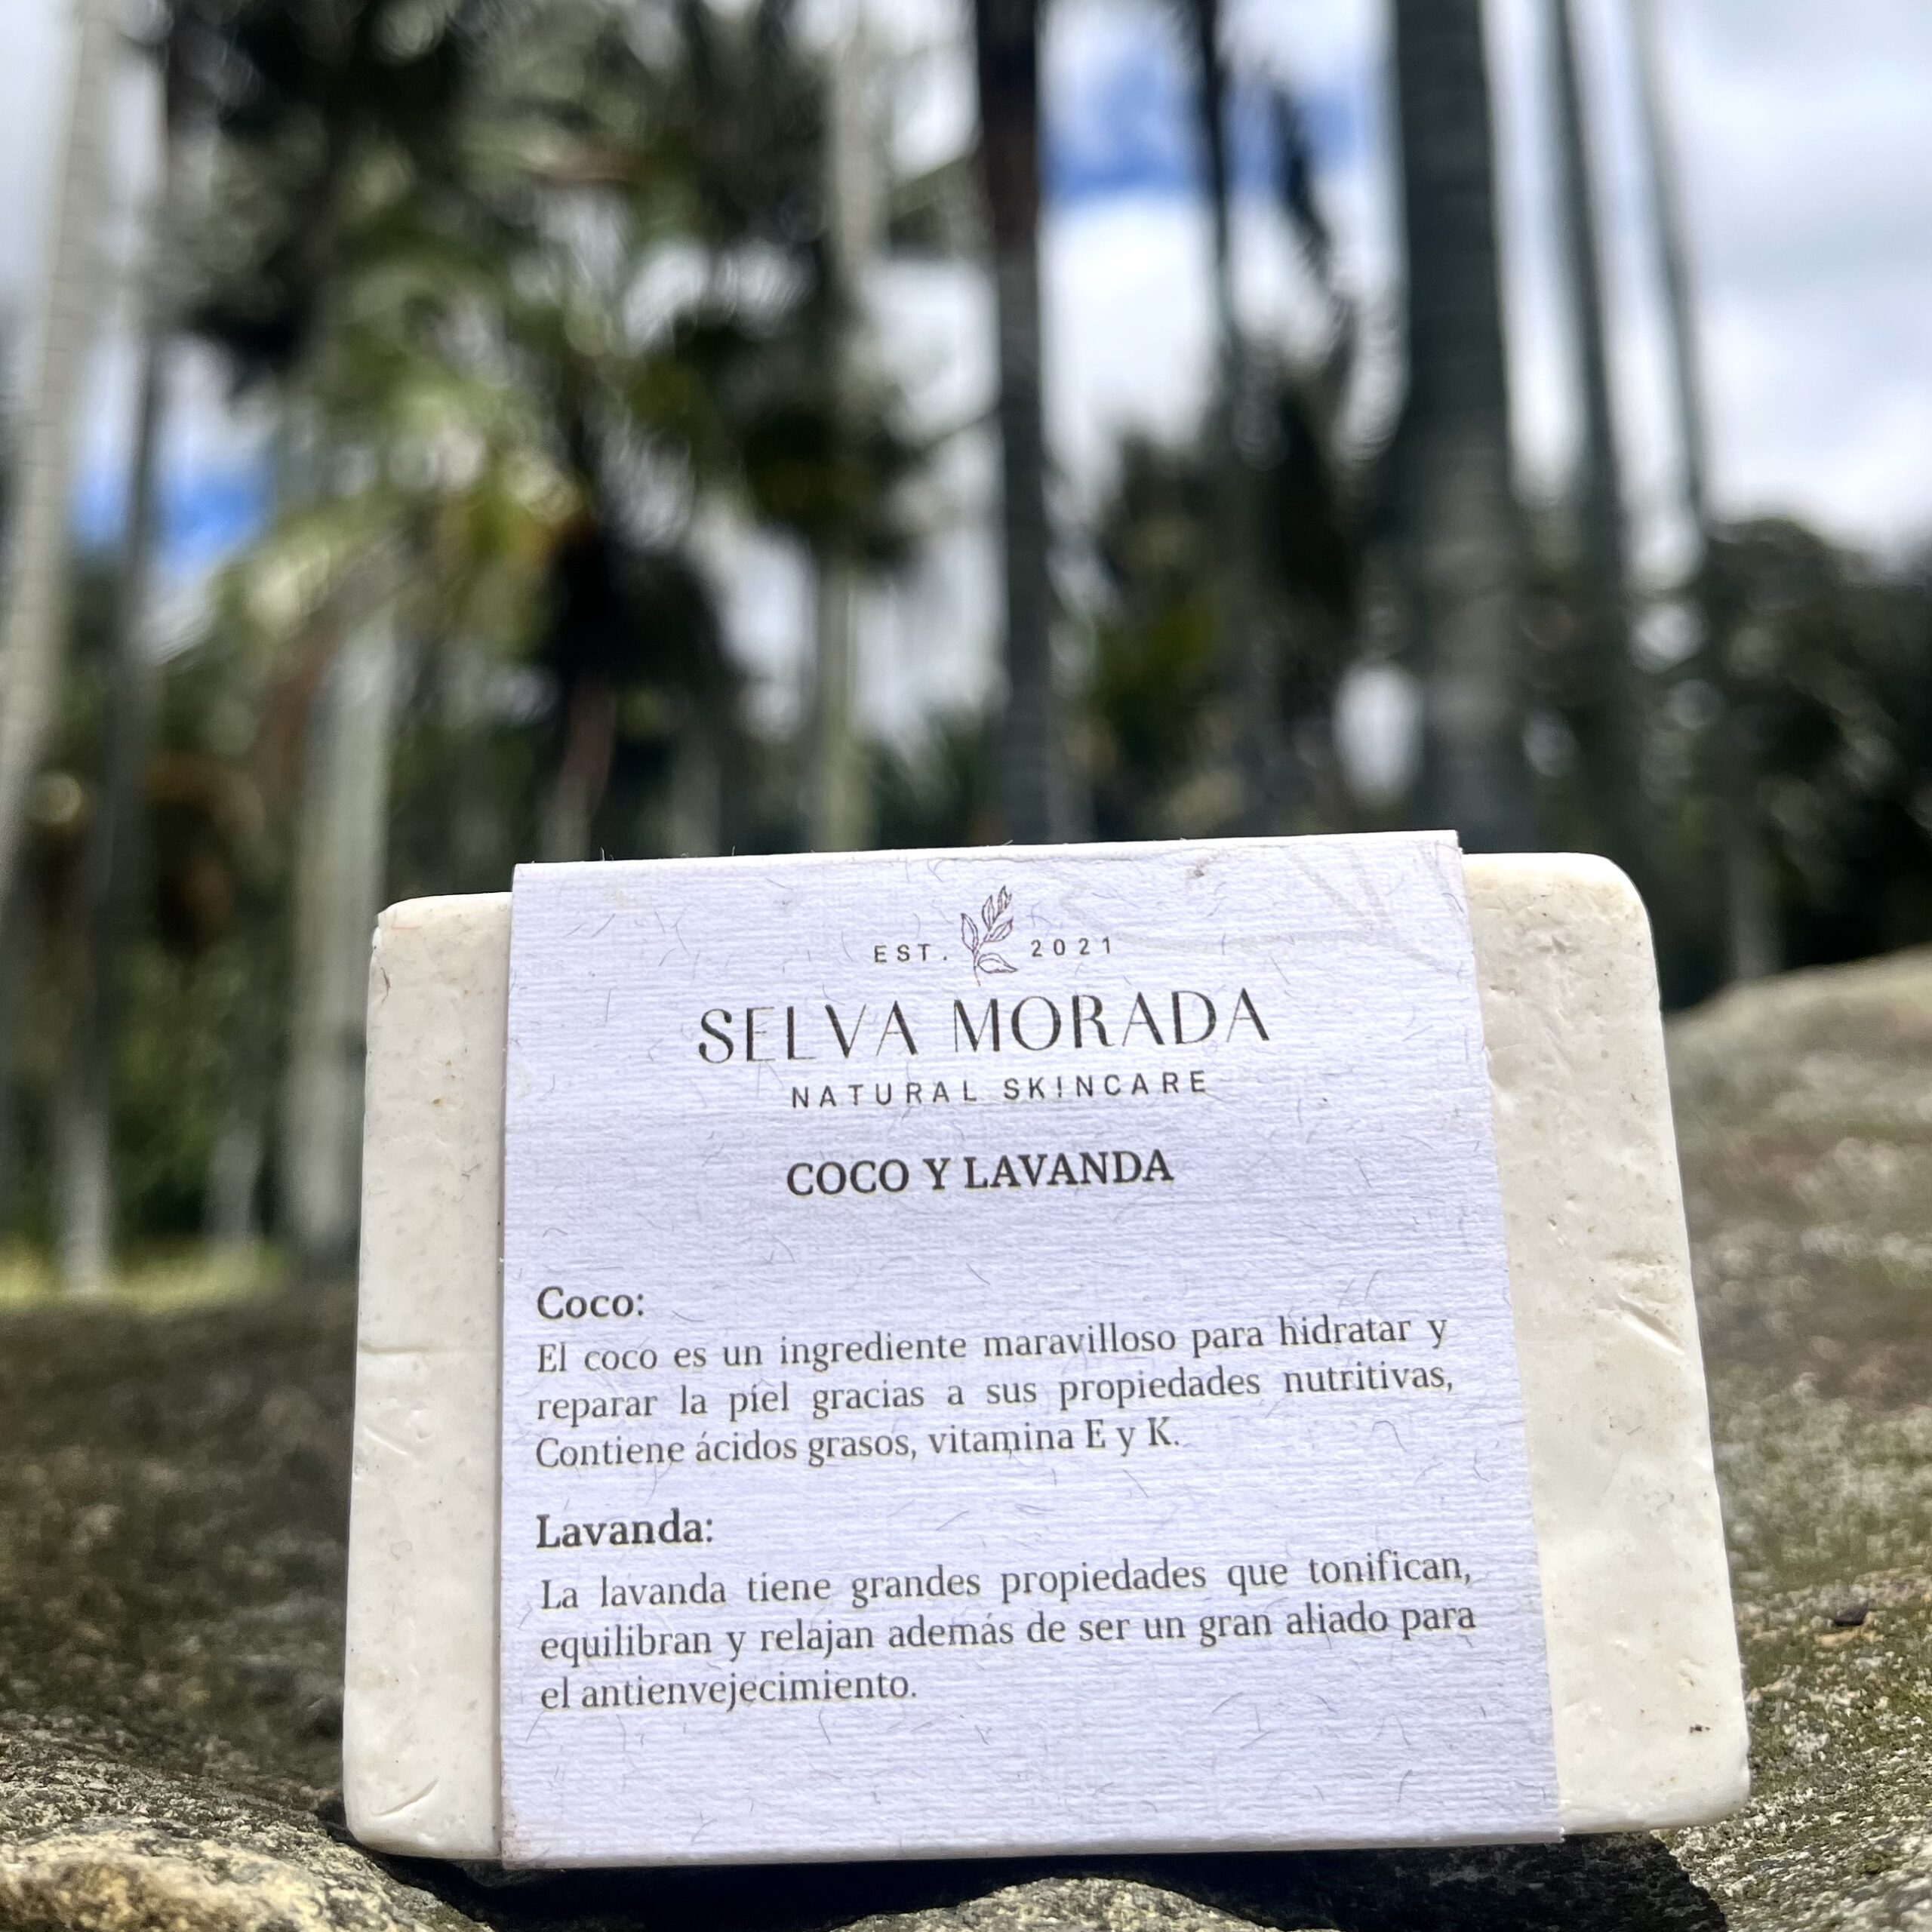 EST. 2021
SELVA MORADA
NATURAL SKINCARE
COCO Y LAVANDA
Coco:
El coco es un ingrediente maravilloso para hidratar y
reparar la piel gracias a sus propiedades nutritivas,
Contiene ácidos grasos, vitamina E y K.
Lavanda:
La lavanda tiene grandes propiedades que tonifican,
equilibran y relajan además de ser un gran aliado para
el antienvejecimiento.